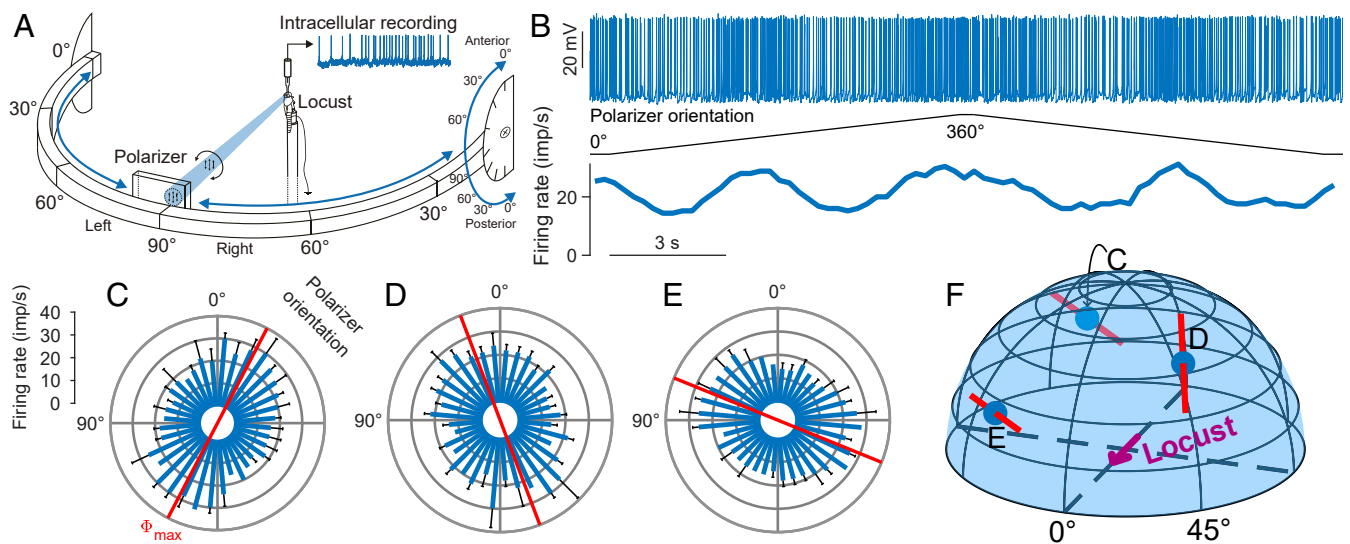 A
Intracellular recording
Anterior
0°
30°
60°
90°
60°
30°
0°
Posterior
Locust
Polarizer
0°
30°
60°
Left
90°
Right
60°
30°
B
20 mV
Polarizer orientation
0°
360°
Firing rate (imp/s)
20
0
3 s
C
0°
90°
Polarizer
orientation
Firing rate (imp/s)
40
30
20
10
0
Φmax
D
0°
90°
E
0°
90°
F
C
D
E
Locust
0°
45°